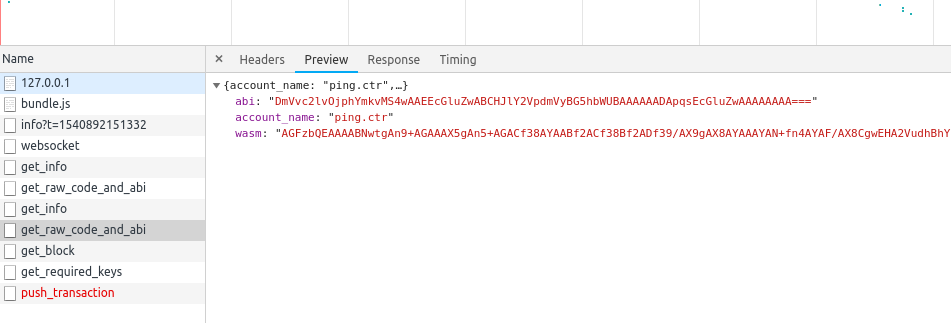 Name
× Headers Preview Response Timing
127.0.0.1
bundle.js
info?t=1540892151332
websocket
get_info
get_raw_code_and_abi
get_info
get_raw_code_and_abi
get_block
get_required_keys
push_transaction
{account_name: "ping.ctr",…}
abi: "DmVvc2lvOjphYmkvMS4wAAEEcGluZwABCHJlY2VpdmVyBG5hbWUBAAAAAADApqsEcGluZwAAAAAAAA==="
account_name: "ping.ctr"
wasm: "AGFzbQEAAAABNwtgAn9+AGAAAX5gAn5+AGACf38AYAABf2ACf38Bf2ADf39/AX9gAX8AYAAAYAN+fn4AYAF/AX8CgwEHA2VudhBhY